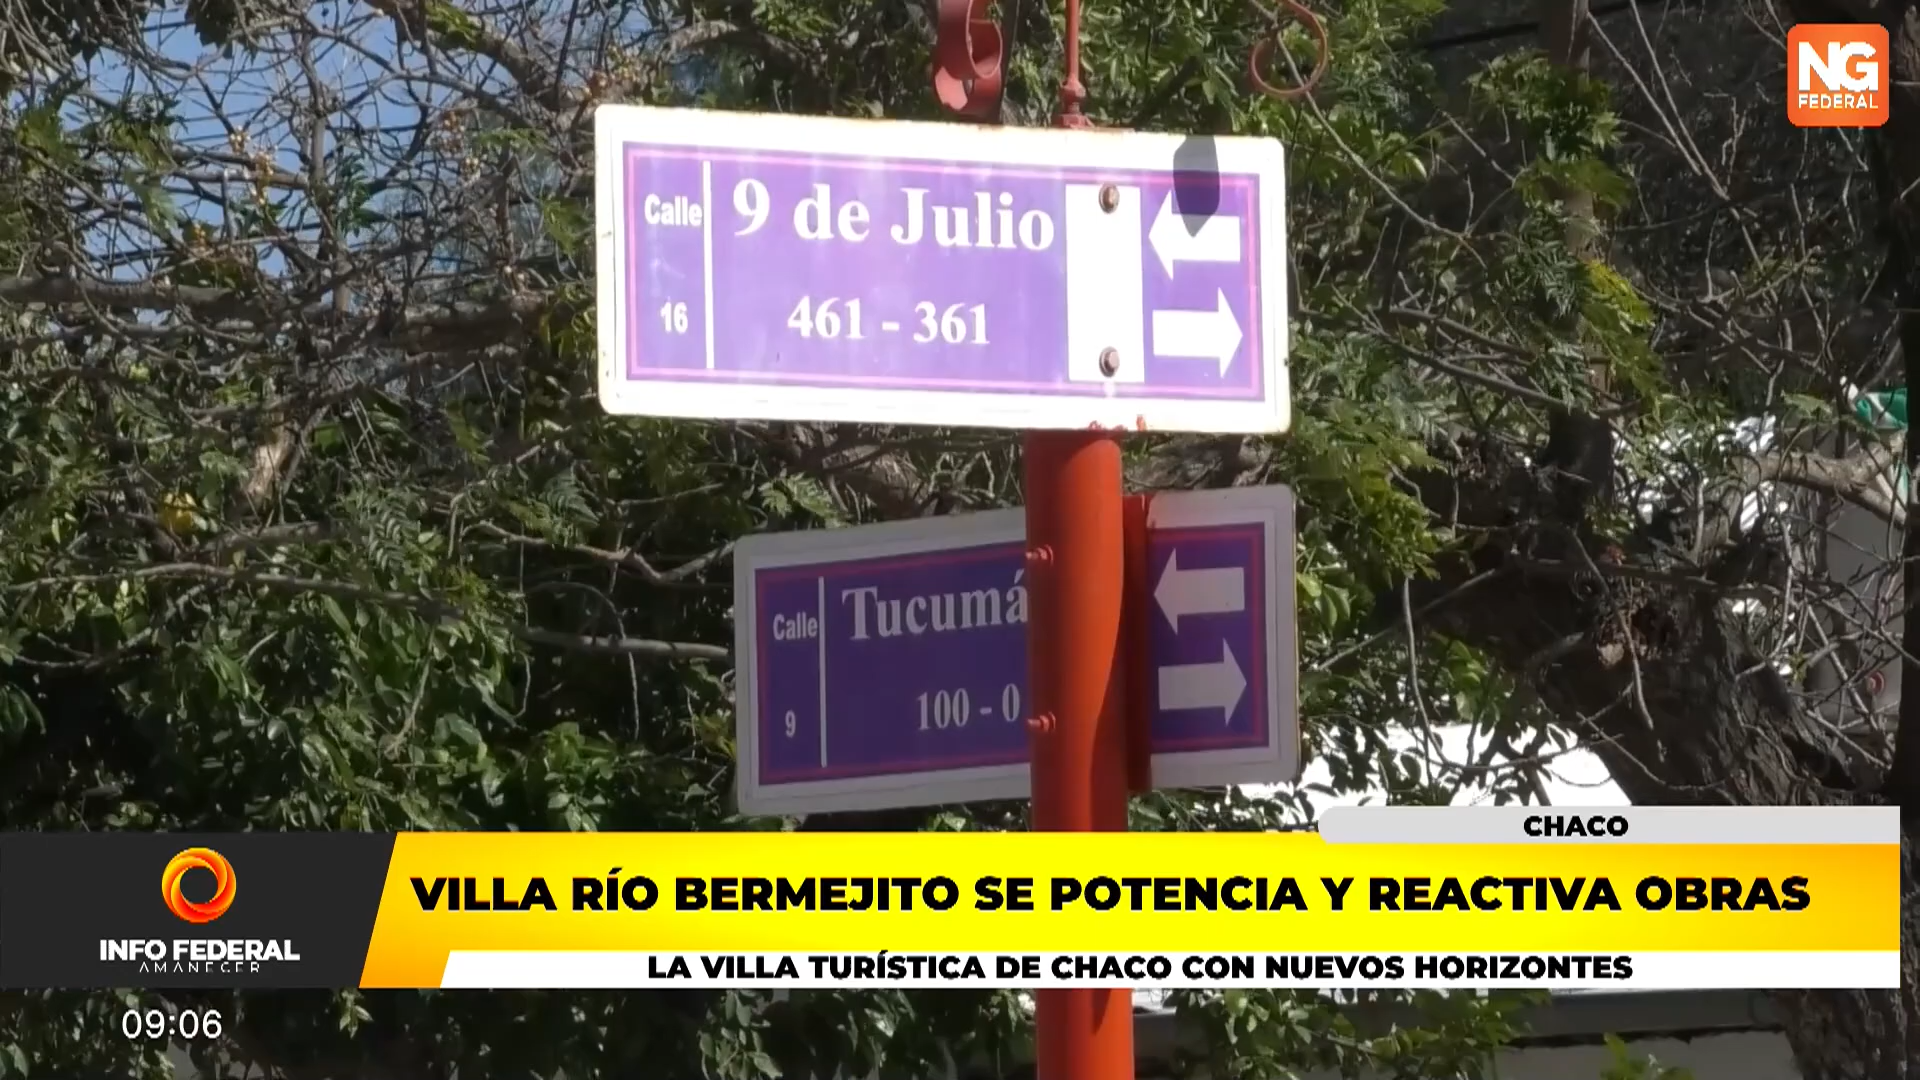 NG
FEDERAL
Calle
9 de Julio
16
461 - 361
Calle
Tucumá
9
100 - 0
CHACO
VILLA RÍO BERMEJITO SE POTENCIA Y REACTIVA OBRAS
LA VILLA TURÍSTICA DE CHACO CON NUEVOS HORIZONTES
INFO FEDERAL
AMANECER
09:06